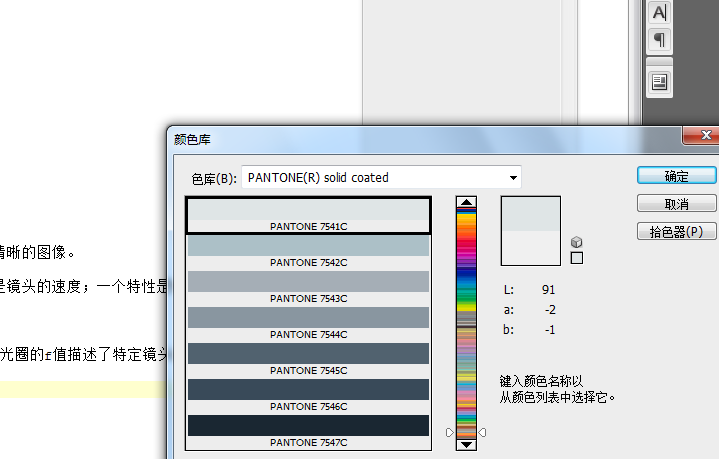 A
颜色库
色库(B):
PANTONE(R) solid coated
确定
取消
拾色器(P)
PANTONE 7541C
PANTONE 7542C
PANTONE 7543C
PANTONE 7544C
PANTONE 7545C
PANTONE 7546C
PANTONE 7547C
L: 91
a: -2
b: -1
键入颜色名称以
从颜色列表中选择它。
清晰的图像。
是镜头的速度；一个特性是
光圈的f值描述了特定镜头